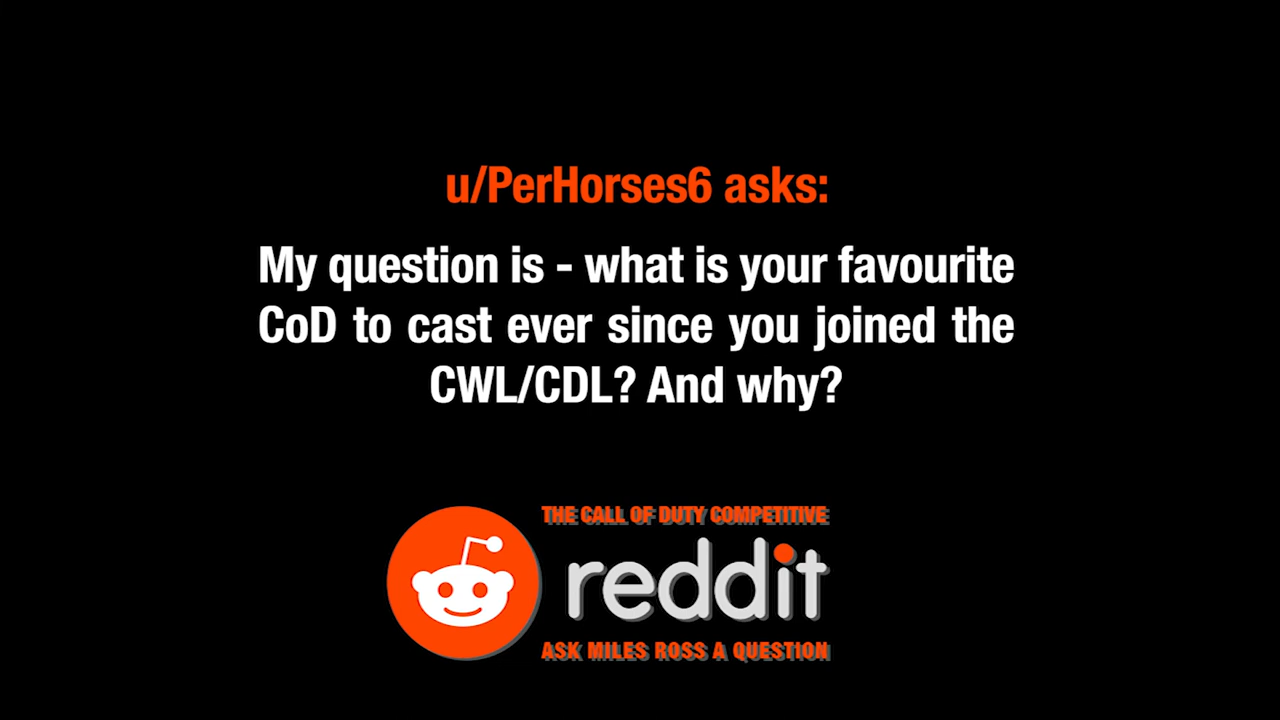 u/PerHorses6 asks:
My question is - what is your favourite
CoD to cast ever since you joined the
CWL/CDL? And why?
THE CALL OF DUTY COMPETITIVE
reddit
ASK MILES ROSS A QUESTION